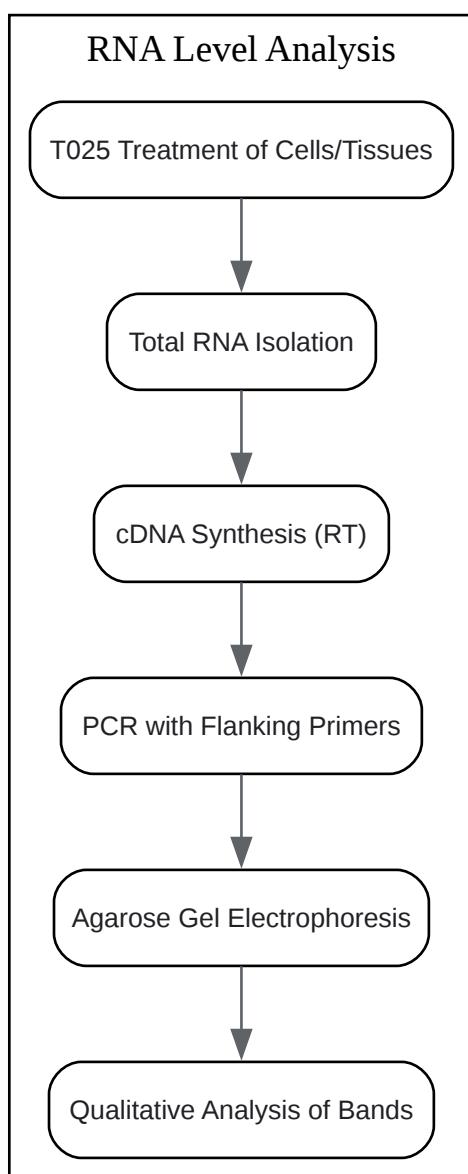 RNA Level Analysis
T025 Treatment of Cells/Tissues
Total RNA Isolation
cDNA Synthesis (RT)
PCR with Flanking Primers
Agarose Gel Electrophoresis
Qualitative Analysis of Bands